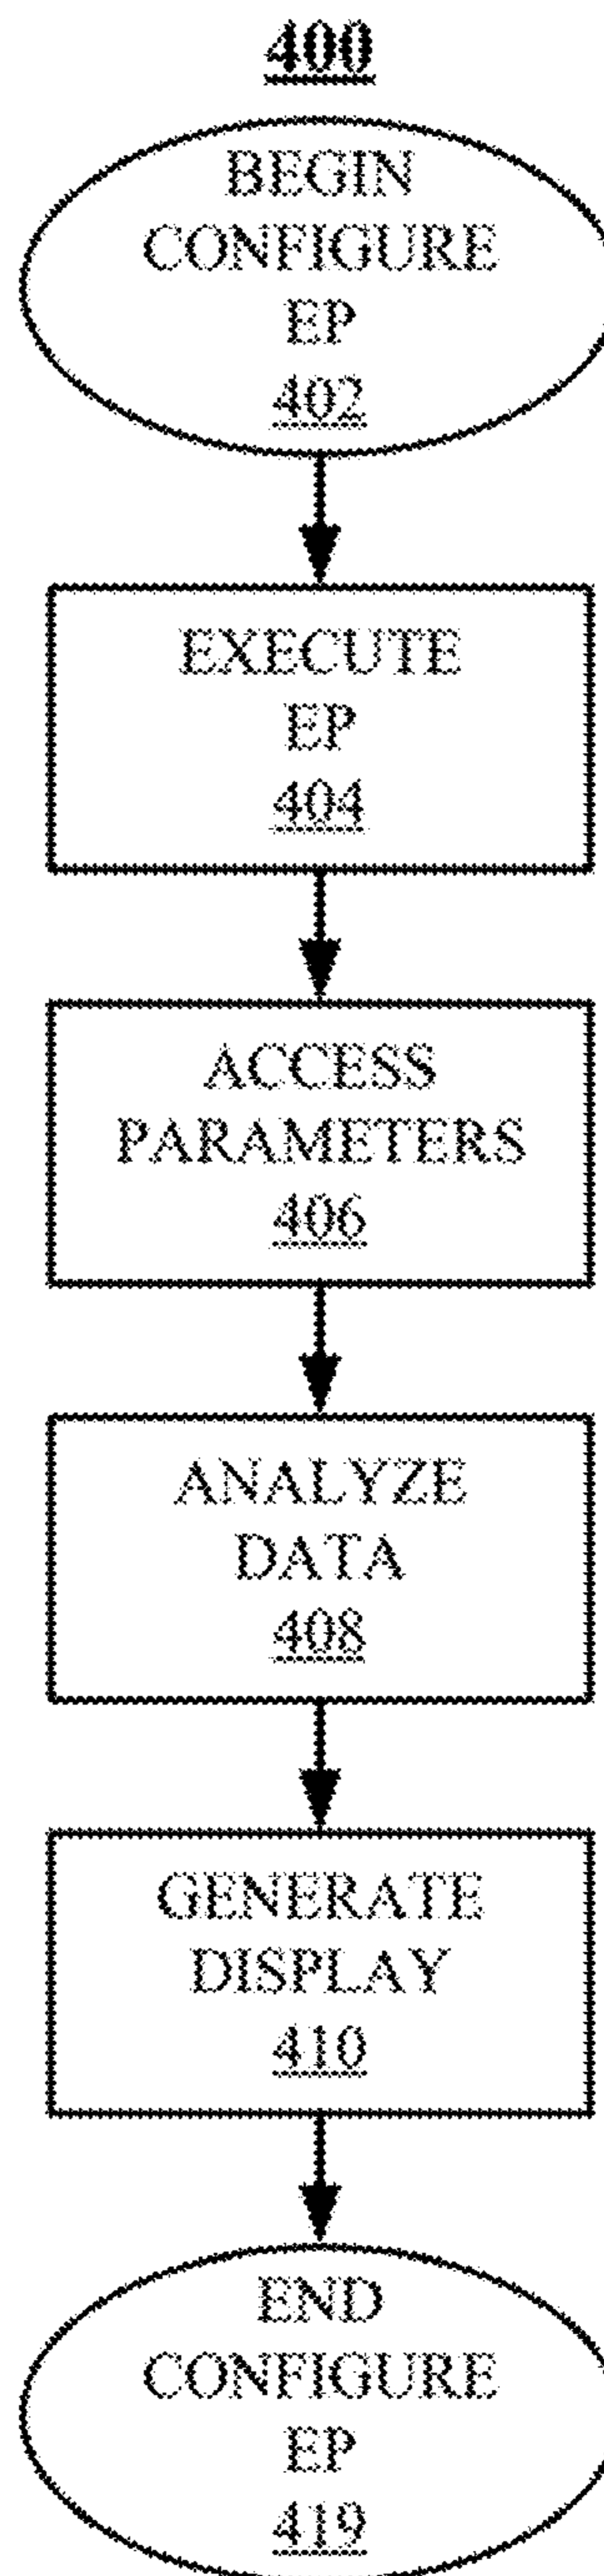 400
BEGIN
CONFIGURE
EP
402
EXECUTE
EP
404
ACCESS
PARAMETERS
406
ANALYZE
DATA
408
GENERATE
DISPLAY
410
END
CONFIGURE
EP
419